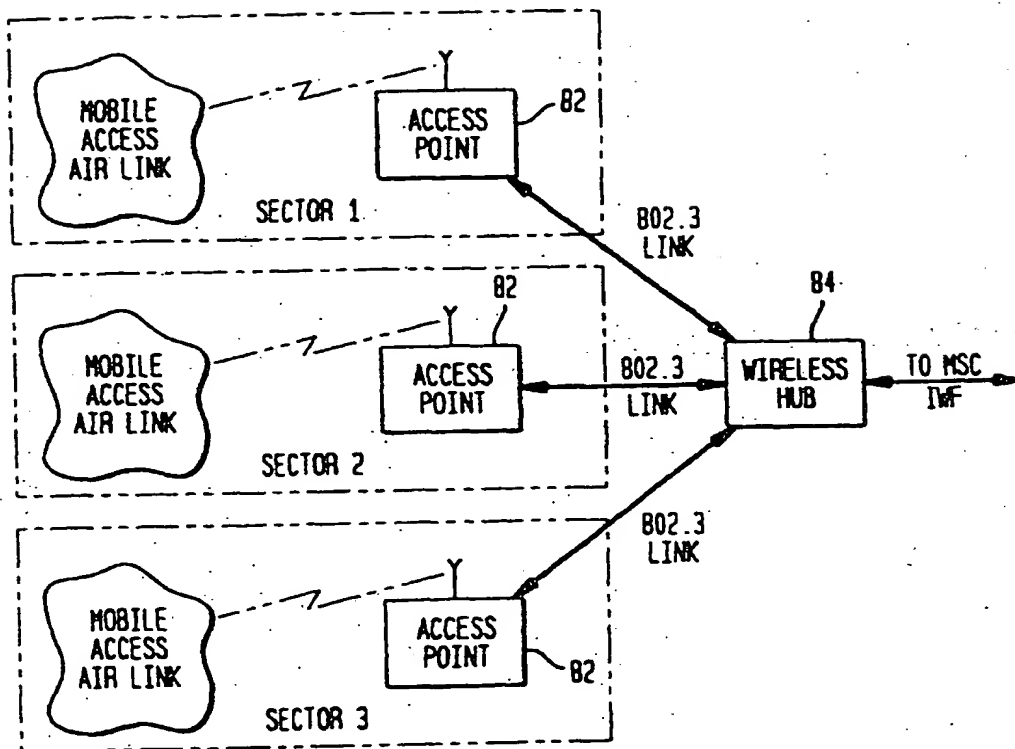 MOBILE
ACCESS
AIR LINK
ACCESS
POINT
82
SECTOR 1
802.3
LINK
MOBILE
ACCESS
AIR LINK
82
ACCESS
POINT
SECTOR 2
802.3
LINK
84
WIRELESS
HUB
TO MSC
IWF
802.3
LINK
MOBILE
ACCESS
AIR LINK
ACCESS
POINT
82
SECTOR 3